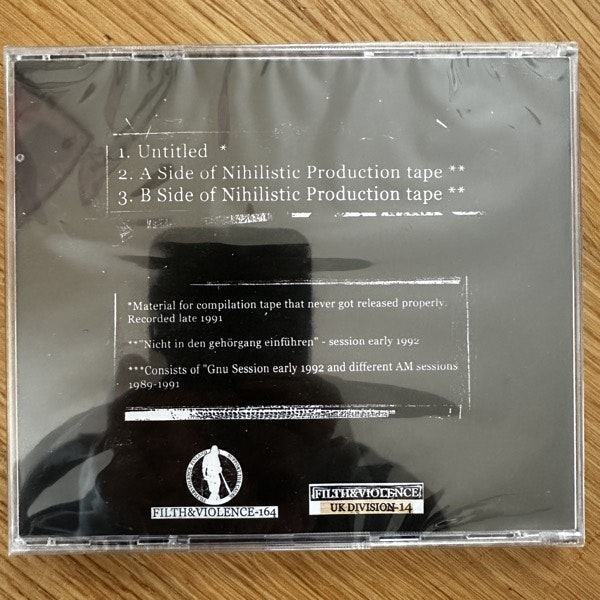 1. Untitled *
2. A Side of Nihilistic Production tape **
3. B Side of Nihilistic Production tape **
*Material for compilation tape that never got released properly.
Recorded late 1991
**"Nicht in den gehörgang einführen" - session early 1992
***Consists of "Gnu Session early 1992 and different AM sessions
1989-1991
FILTH&VIOLENCE-164
FILTH&VIOLENCE
UK DIVISION-14